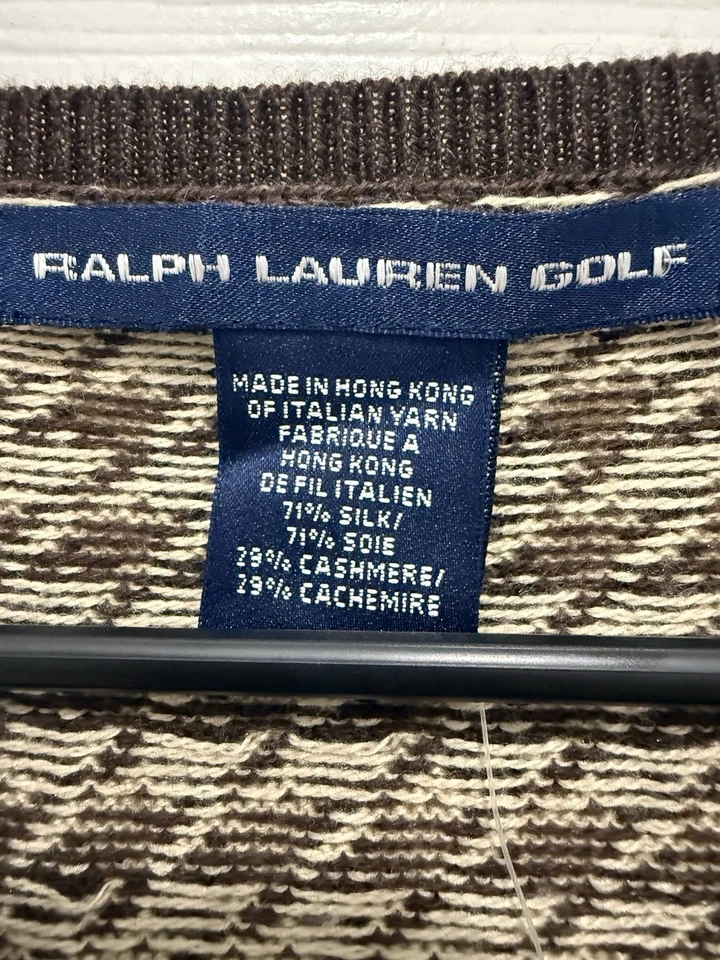 RALPH LAUREN GOLF
MADE IN HONG KONG
OF ITALIAN YARN
FABRIQUE A
HONG KONG
DE FIL ITALIEN
71% SILK/
71% SOIE
29% CASHMERE/
29% CACHEMIRE